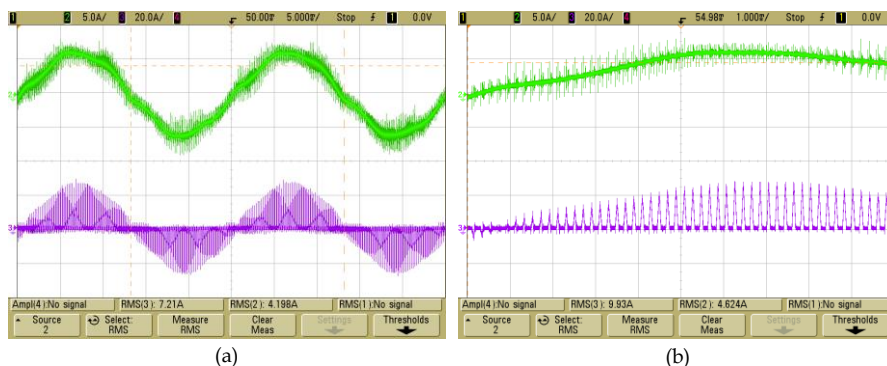 1 2 5.0A/ 3 20.0A/ 4 50.00▼ 5.000▼/ Stop 1 0.0V
2
3
Ampl(4):No signal RMS(3): 7.21A RMS(2): 4.198A RMS(1): No signal
Source
2
Select:
RMS
Measure
RMS
Clear
Meas
Settings
Thresholds
(a)
2 5.0A/ 3 20.0A/ 4 54.98▼ 1.000▼/ Stop 1 0.0V
2
3
Ampl(4):No signal RMS(3): 9.93A RMS(2): 4.624A RMS(1): No signal
Source
2
Select:
RMS
Measure
RMS
Clear
Meas
Settings
Thresholds
(b)